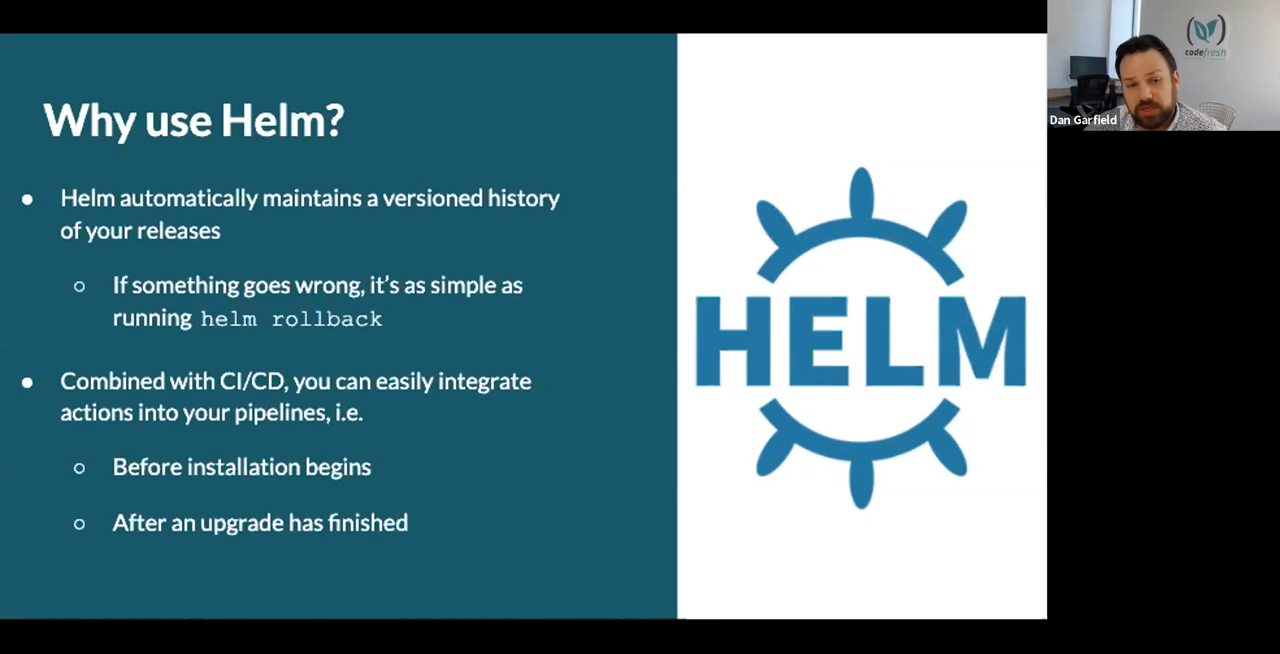 Why use Helm?
● Helm automatically maintains a versioned history
of your releases
○ If something goes wrong, it's as simple as
running helm rollback
● Combined with CI/CD, you can easily integrate
actions into your pipelines, i.e.
○ Before installation begins
○ After an upgrade has finished
HELM
codefresh
Dan Garfield